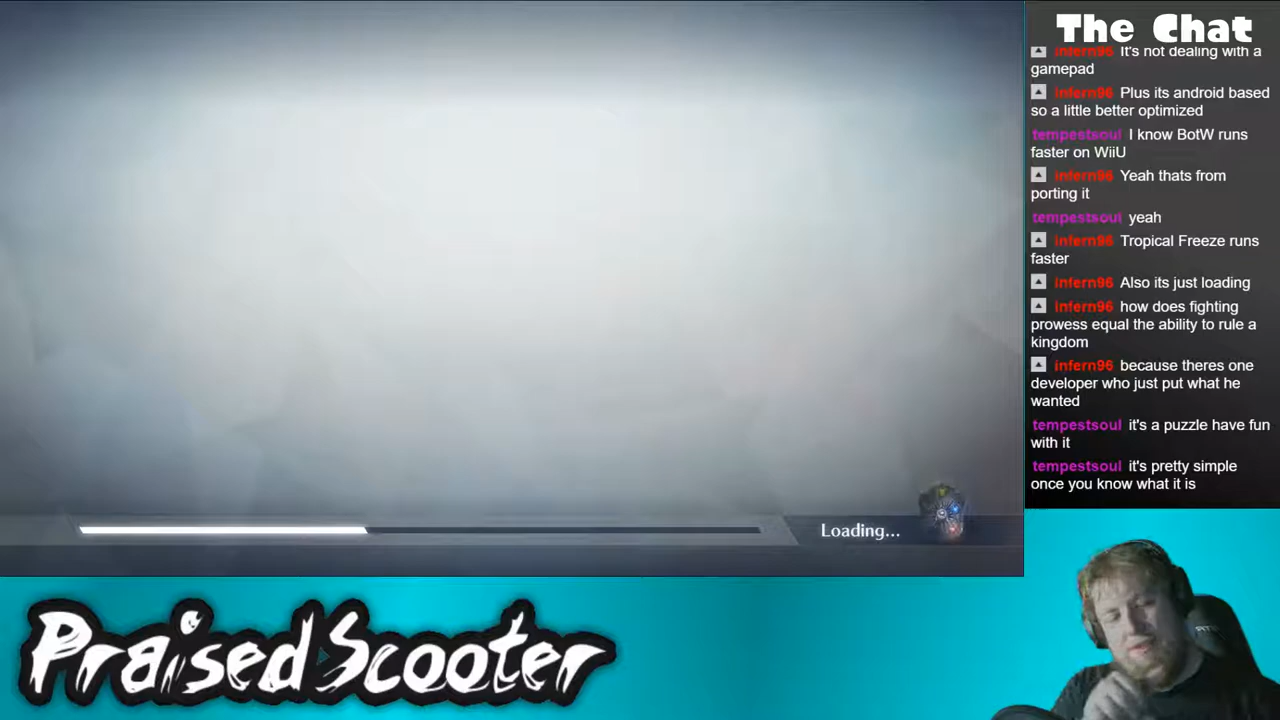 The Chat
infern96 It's not dealing with a
gamepad
infern96 Plus its android based
so a little better optimized
tempestsoul I know BotW runs
faster on WiiU
infern96 Yeah thats from
porting it
tempestsoul yeah
infern96 Tropical Freeze runs
faster
infern96 Also its just loading
infern96 how does fighting
prowess equal the ability to rule a
kingdom
infern96 because theres one
developer who just put what he
wanted
tempestsoul it's a puzzle have fun
with it
tempestsoul it's pretty simple
once you know what it is
Loading...
PraisedScooter